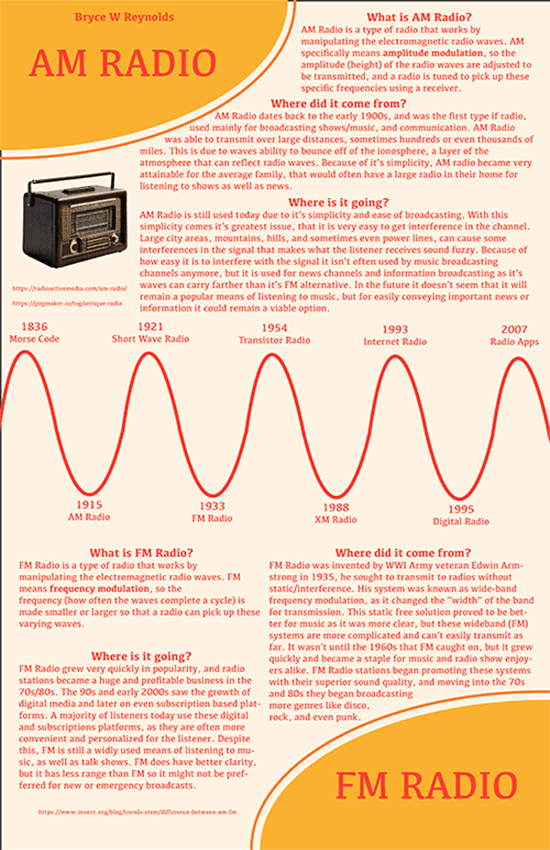 Bryce W Reynolds
AM RADIO
What is AM Radio?
AM Radio is a type of radio that works by
manipulating the electromagnetic radio waves. AM
specifically means amplitude modulation, so the
amplitude (height) of the radio waves are adjusted to
be transmitted, and a radio is tuned to pick up these
specific frequencies using a receiver.
Where did it come from?
AM Radio dates back to the early 1900s, and was the first type if radio,
used mainly for broadcasting shows/music, and communication. AM Radio
was able to transmit over large distances, sometimes hundreds or even thousands of
miles. This is due to waves ability to bounce off of the ionosphere, a layer of the
atmosphere that can reflect radio waves. Because of it's simplicity, AM radio became very
attainable for the average family, that would often have a large radio in their home for
listening to shows as well as news.
Where is it going?
AM Radio is still used today due to it's simplicity and ease of broadcasting. With this
simplicity comes it's greatest issue, that it is very easy to get interference in the channel.
Large city areas, mountains, hills, and sometimes even power lines, can cause some
interferences in the signal that makes what the listener receives sound fuzzy. Because of
how easy it is to interfere with the signal it isn't often used by music broadcasting
channels anymore, but it is used for news channels and information broadcasting as it's
waves can carry farther than it's FM alternative. In the future it doesn't seem that it will
remain a popular means of listening to music, but for easily conveying important news or
information it could remain a viable option.
https://radioactivemedia.com/am-radio/
https://pngmaker.io/tag/antique-radio
1836
Morse Code
1921
Short Wave Radio
1954
Transistor Radio
1993
Internet Radio
2007
Radio Apps
1915
AM Radio
1933
FM Radio
1988
XM Radio
1995
Digital Radio
What is FM Radio?
FM Radio is a type of radio that works by
manipulating the electromagnetic radio waves. FM
means frequency modulation, so the
frequency (how often the waves complete a cycle) is
made smaller or larger so that a radio can pick up these
varying waves.
Where is it going?
FM Radio grew very quickly in popularity, and radio
stations became a huge and profitable business in the
70s/80s. The 90s and early 2000s saw the growth of
digital media and later on even subscription based plat-
forms. A majority of listeners today use these digital
and subscriptions platforms, as they are often more
convenient and personalized for the listener. Despite
this, FM is still a widly used means of listening to mu-
sic, as well as talk shows. FM does have better clarity,
but it has less range than FM so it might not be pref-
ferred for new or emergency broadcasts.
https://www.invent.org/blog/trends-stem/difference-between-am-fm
Where did it come from?
FM Radio was invented by WWI Army veteran Edwin Arm-
strong in 1935, he sought to transmit to radios without
static/interference. His system was known as wide-band
frequency modulation, as it changed the "width" of the band
for transmission. This static free solution proved to be bet-
ter for music as it was more clear, but these wideband (FM)
systems are more complicated and can't easily transmit as
far. It wasn't until the 1960s that FM caught on, but it grew
quickly and became a staple for music and radio show enjoy-
ers alike. FM Radio stations began promoting these systems
with their superior sound quality, and moving into the 70s
and 80s they began broadcasting
more genres like disco,
rock, and even punk.
FM RADIO